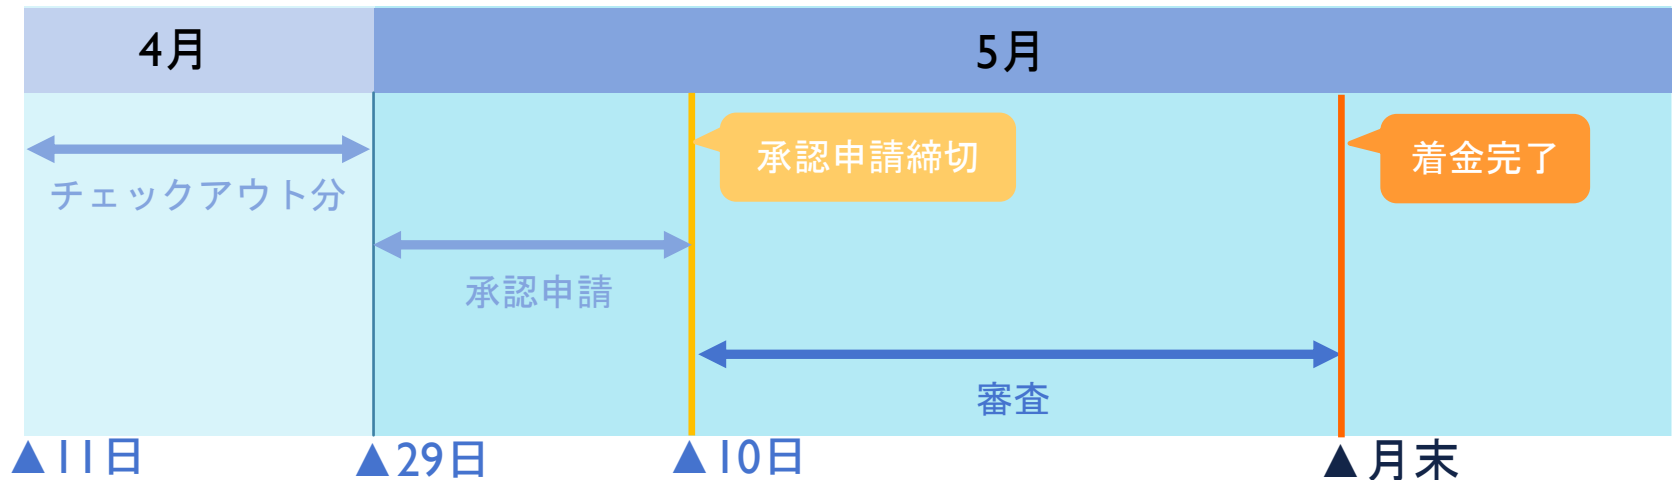 4月
5月
承認申請締切
着金完了
チェックアウト分
承認申請
審査
▲11日
▲29日
▲10日
▲月末